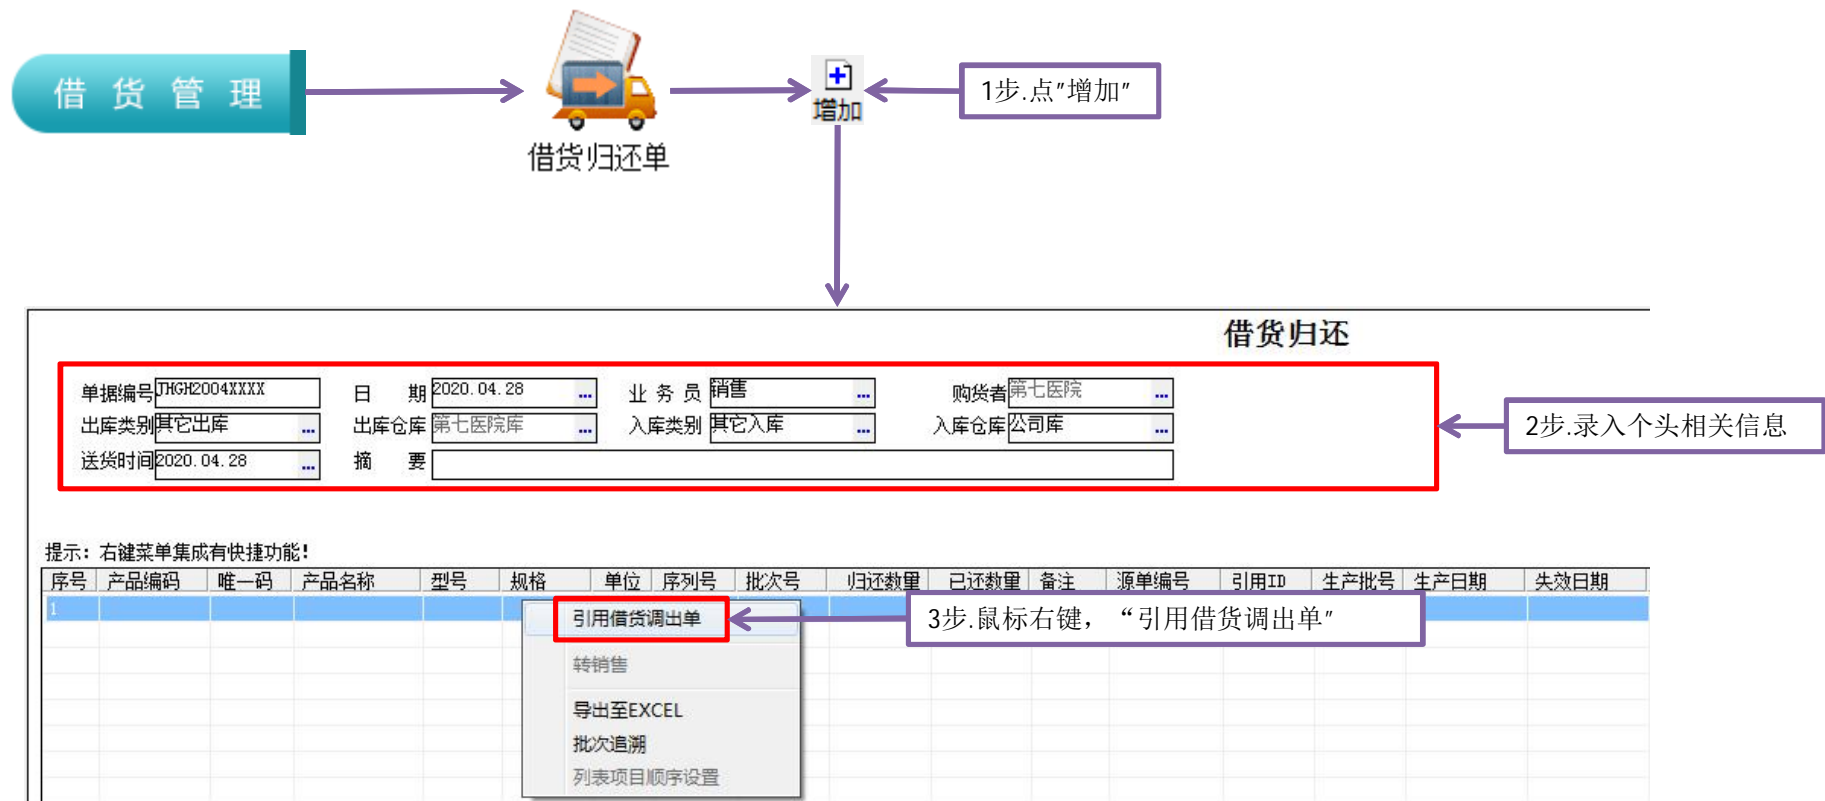 借货管理
借货归还单
增加
1步.点"增加"
借货归还
单据编号 JHGH2004XXXX 日 期 2020.04.28 ... 业务员 销售 ... 购货者 第七医院 ...
出库类别 其它出库 ... 出库仓库 第七医院库 ... 入库类别 其它入库 ... 入库仓库 公司库 ...
送货时间 2020.04.28 ... 摘 要
2步.录入个头相关信息
提示：右鍵菜单集成有快捷功能！
序号 产品编码 唯一码 产品名称 型号 规格 单位 序列号 批次号 归还数量 已还数量 备注 源单编号 引用ID 生产批号 生产日期 失效日期
1
引用借货调出单
3步.鼠标右键，“引用借货调出单"
转销售
导出至EXCEL
批次追溯
列表项目顺序设置